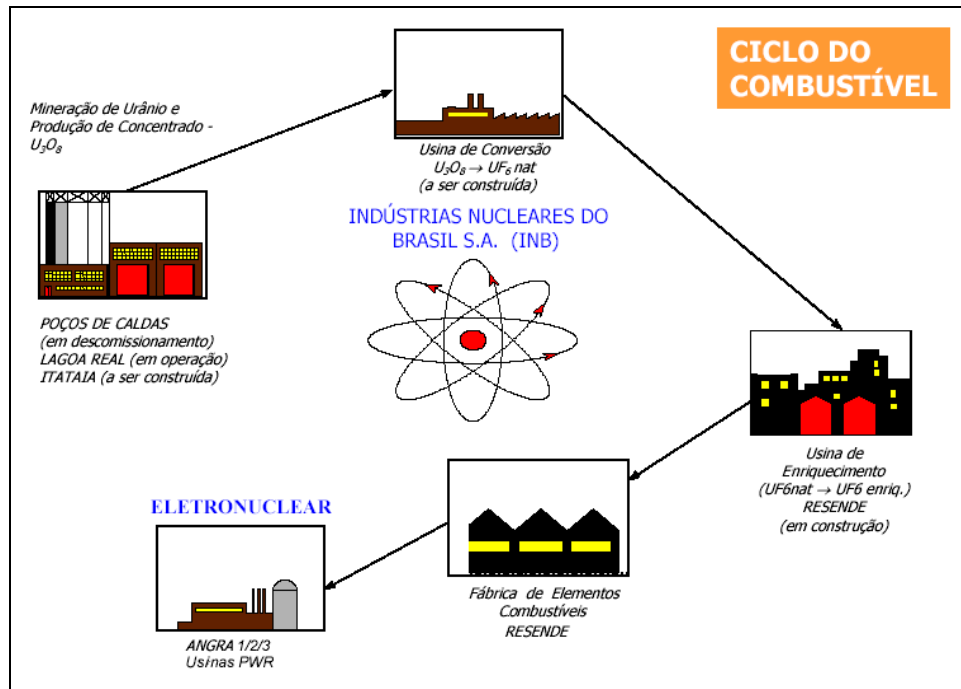 CICLO DO
COMBUSTÍVEL
Mineração de Urânio e
Produção de Concentrado -
U₃O₈
Usina de Conversão
U₃O₈ → UF₆ nat
(a ser construída)
INDÚSTRIAS NUCLEARES DO
BRASIL S.A. (INB)
POÇOS DE CALDAS
(em descomissionamento)
LAGOA REAL (em operação)
ITATAIA (a ser construída)
Usina de
Enriquecimento
(UF6nat → UF6 enriq.)
RESENDE
(em construção)
Fábrica de Elementos
Combustíveis
RESENDE
ELETRONUCLEAR
ANGRA 1/2/3
Usinas PWR